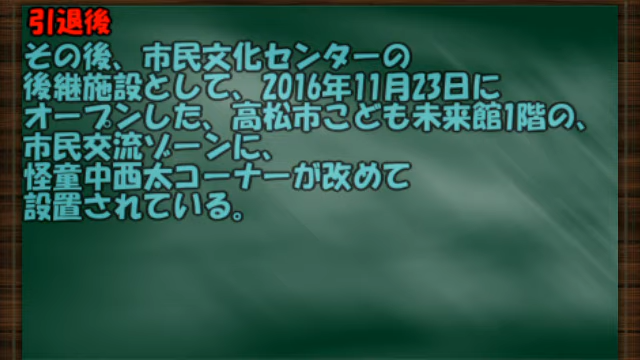 引退後
その後、市民文化センターの
後継施設として、2016年11月23日に
オープンした、高松市こども未来館1階の、
市民交流ゾーンに、
怪童中西太コーナーが改めて
設置されている。